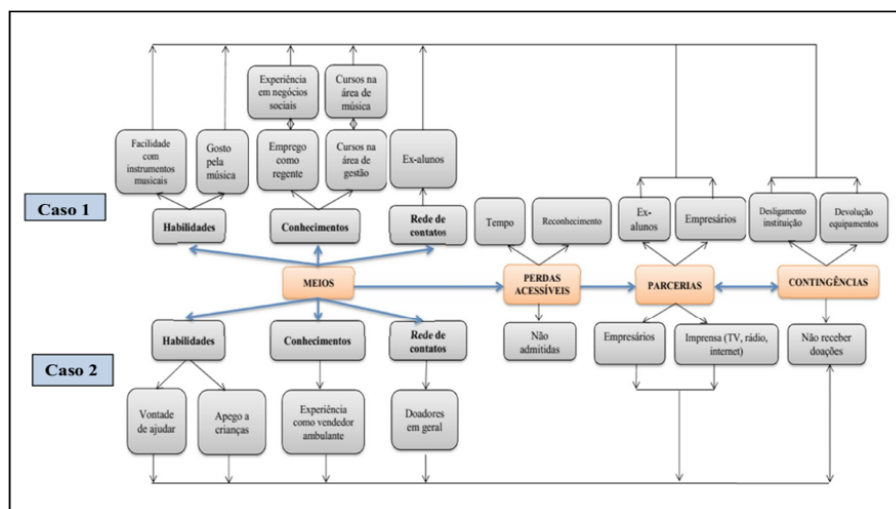 Experiência
em negócios
sociais
Cursos na
área de
música
Facilidade
com
instrumentos
musicais
Gosto
pela
música
Emprego
como
regente
Cursos na
área de
gestão
Ex-alunos
Caso 1
Habilidades
Conhecimentos
Rede de
contatos
Tempo
Reconhecimento
Ex-
alunos
Empresários
Desligamento
instituição
Devolução
equipamentos
MEIOS
PERDAS
ACESSÍVEIS
PARCERIAS
CONTINGÊNCIAS
Caso 2
Habilidades
Conhecimentos
Rede de
contatos
Não
admitidas
Empresários
Imprensa (TV, rádio,
internet)
Não receber
doações
Vontade
de ajudar
Apego a
crianças
Experiência
como vendedor
ambulante
Doadores
em geral